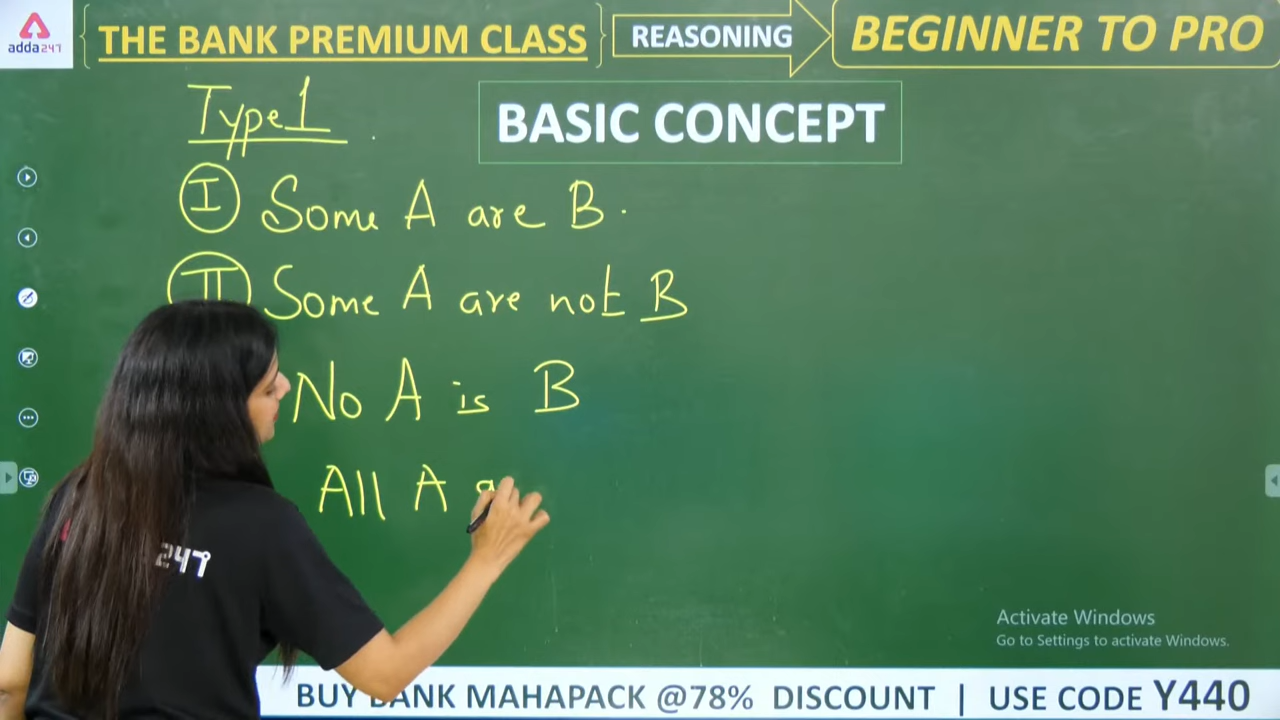 adda247
THE BANK PREMIUM CLASS
REASONING
BEGINNER TO PRO
Type 1
BASIC CONCEPT
I Some A are B.
II Some A are not B
No A is B
All A
247
Activate Windows
Go to Settings to activate Windows.
BUY BANK MAHAPACK @78% DISCOUNT | USE CODE Y440